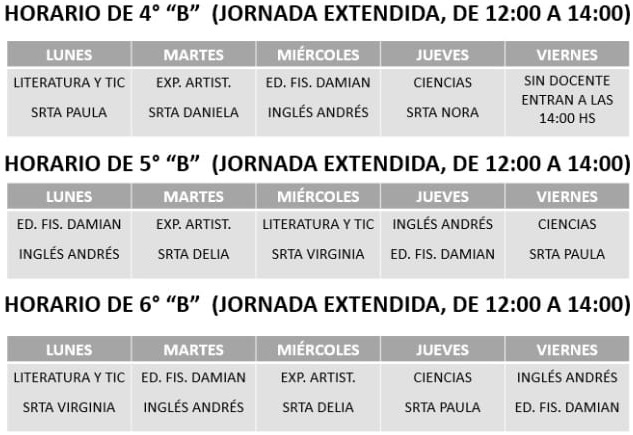 HORARIO DE 4° “B” (JORNADA EXTENDIDA, DE 12:00 A 14:00)
LUNES MARTES MIÉRCOLES JUEVES VIERNES
LITERATURA Y TIC EXP. ARTIST. ED. FIS. DAMIAN CIENCIAS SIN DOCENTE
ENTRAN A LAS
SRTA PAULA SRTA DANIELA INGLÉS ANDRÉS SRTA NORA 14:00 HS
HORARIO DE 5° “B” (JORNADA EXTENDIDA, DE 12:00 A 14:00)
LUNES MARTES MIÉRCOLES JUEVES VIERNES
ED. FIS. DAMIAN EXP. ARTIST. LITERATURA Y TIC INGLÉS ANDRÉS CIENCIAS
INGLÉS ANDRÉS SRTA DELIA SRTA VIRGINIA ED. FIS. DAMIAN SRTA PAULA
HORARIO DE 6° “B” (JORNADA EXTENDIDA, DE 12:00 A 14:00)
LUNES MARTES MIÉRCOLES JUEVES VIERNES
LITERATURA Y TIC ED. FIS. DAMIAN EXP. ARTIST. CIENCIAS INGLÉS ANDRÉS
SRTA VIRGINIA INGLÉS ANDRÉS SRTA DELIA SRTA PAULA ED. FIS. DAMIAN